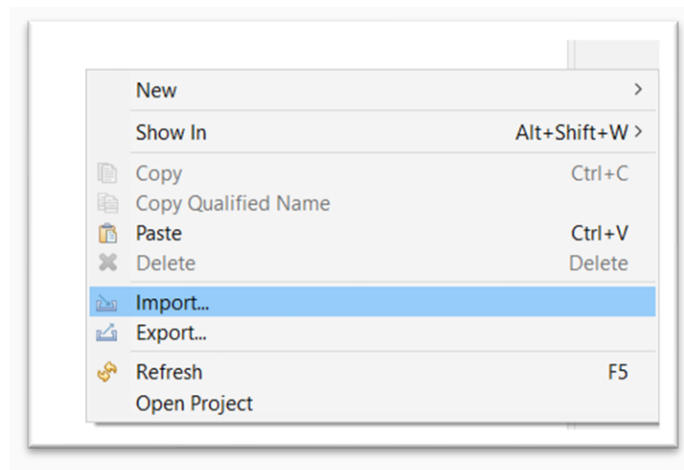 New
Show In Alt+Shift+W
Copy Ctrl+C
Copy Qualified Name
Paste Ctrl+V
Delete Delete
Import...
Export...
Refresh F5
Open Project